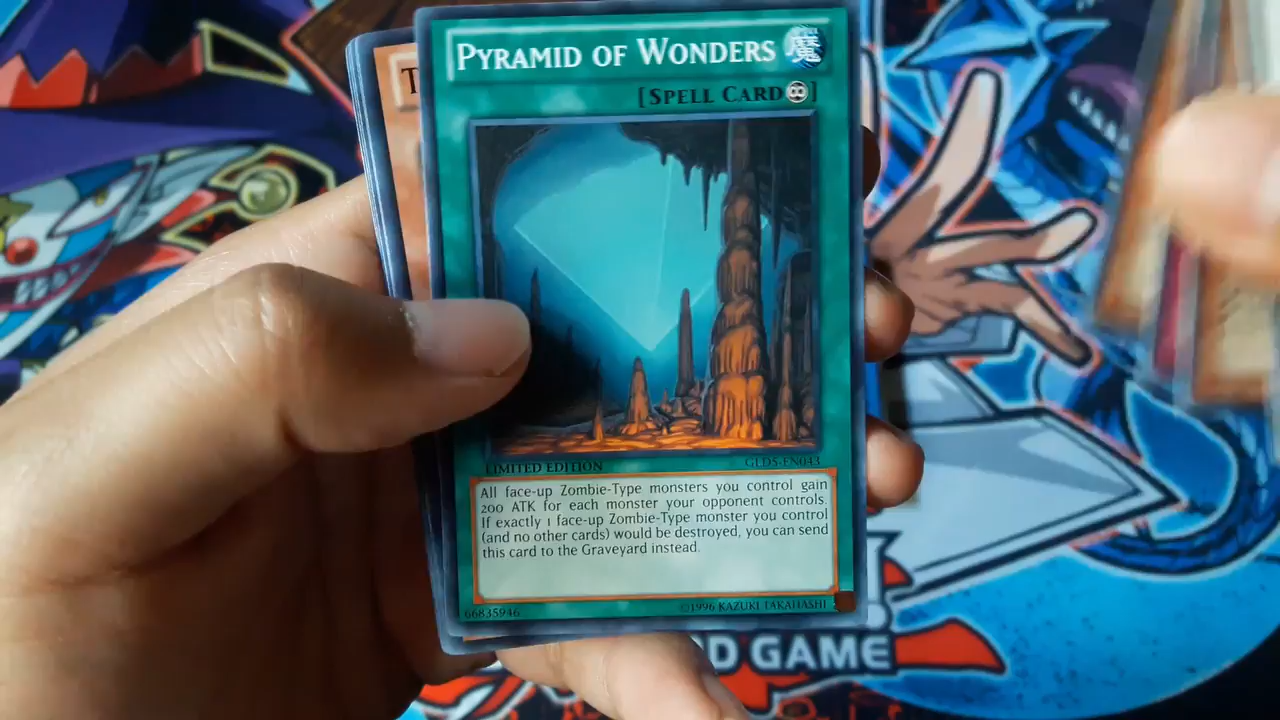 T
PYRAMID OF WONDERS 魔
[SPELL CARD]
LIMITED EDITION
GLD5-EN043
All face-up Zombie-Type monsters you control gain
200 ATK for each monster your opponent controls.
If exactly 1 face-up Zombie-Type monster you control
(and no other cards) would be destroyed, you can send
this card to the Graveyard instead.
66835946
©1996 KAZUKI TAKAHASHI
D GAME